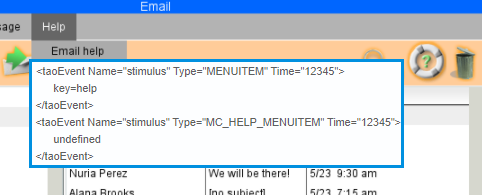 Email
sage Help
Email help
<taoEvent Name="stimulus" Type="MENUITEM" Time="12345">
key=help
</taoEvent>
<taoEvent Name="stimulus" Type="MC_HELP_MENUITEM" Time="12345">
undefined
</taoEvent>
Nuria Perez We will be there! 5/23 9:30 am
Alana Brooks [no subject] 5/23 7:15 am